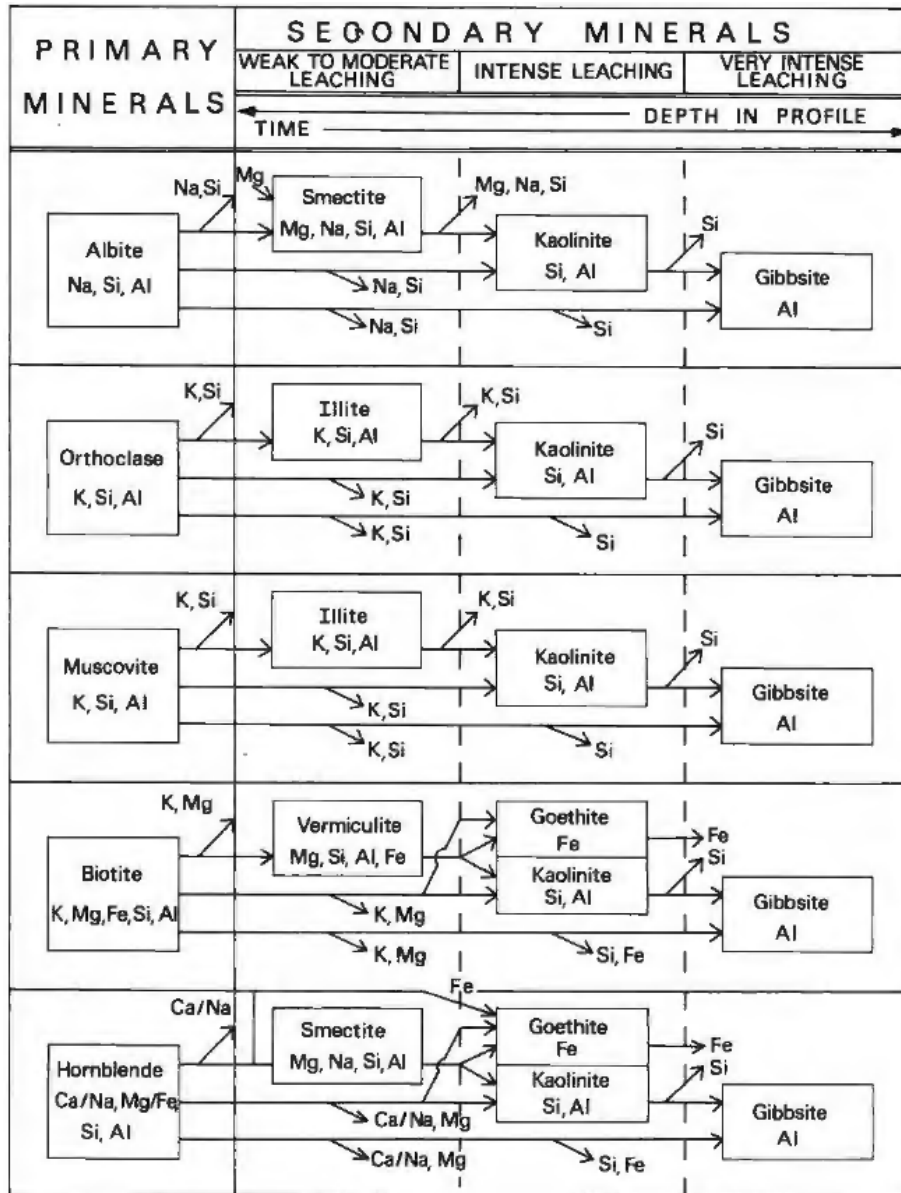 PRIMARY
MINERALS
SECONDARY MINERALS
WEAK TO MODERATE
LEACHING
INTENSE LEACHING
VERY INTENSE
LEACHING
TIME
DEPTH IN PROFILE
Na,Si
Mg
Smectite
Mg, Na, Si, Al
Mg, Na, Si
Albite
Na, Si, Al
Kaolinite
Si, Al
Si
Gibbsite
Al
Na, Si
Na, Si
Si
K,Si
Illite
K, Si, Al
K, Si
Orthoclase
K, Si, Al
Kaolinite
Si, Al
Si
Gibbsite
Al
K,Si
K,Si
Si
K,Si
Illite
K, Si, Al
K, Si
Muscovite
K, Si, Al
Kaolinite
Si, Al
Si
Gibbsite
Al
K,Si
K,Si
Si
K, Mg
Vermiculite
Mg, Si, Al, Fe
Goethite
Fe
Fe
Biotite
K, Mg, Fe, Si, Al
Kaolinite
Si, Al
Si
Gibbsite
Al
K, Mg
K, Mg
Si, Fe
Ca/Na
Fe
Smectite
Mg, Na, Si, Al
Goethite
Fe
Fe
Hornblende
Ca/Na, Mg/Fe,
Si, Al
Kaolinite
Si, Al
Si
Gibbsite
Al
Ca/Na, Mg
Ca/Na, Mg
Si, Fe